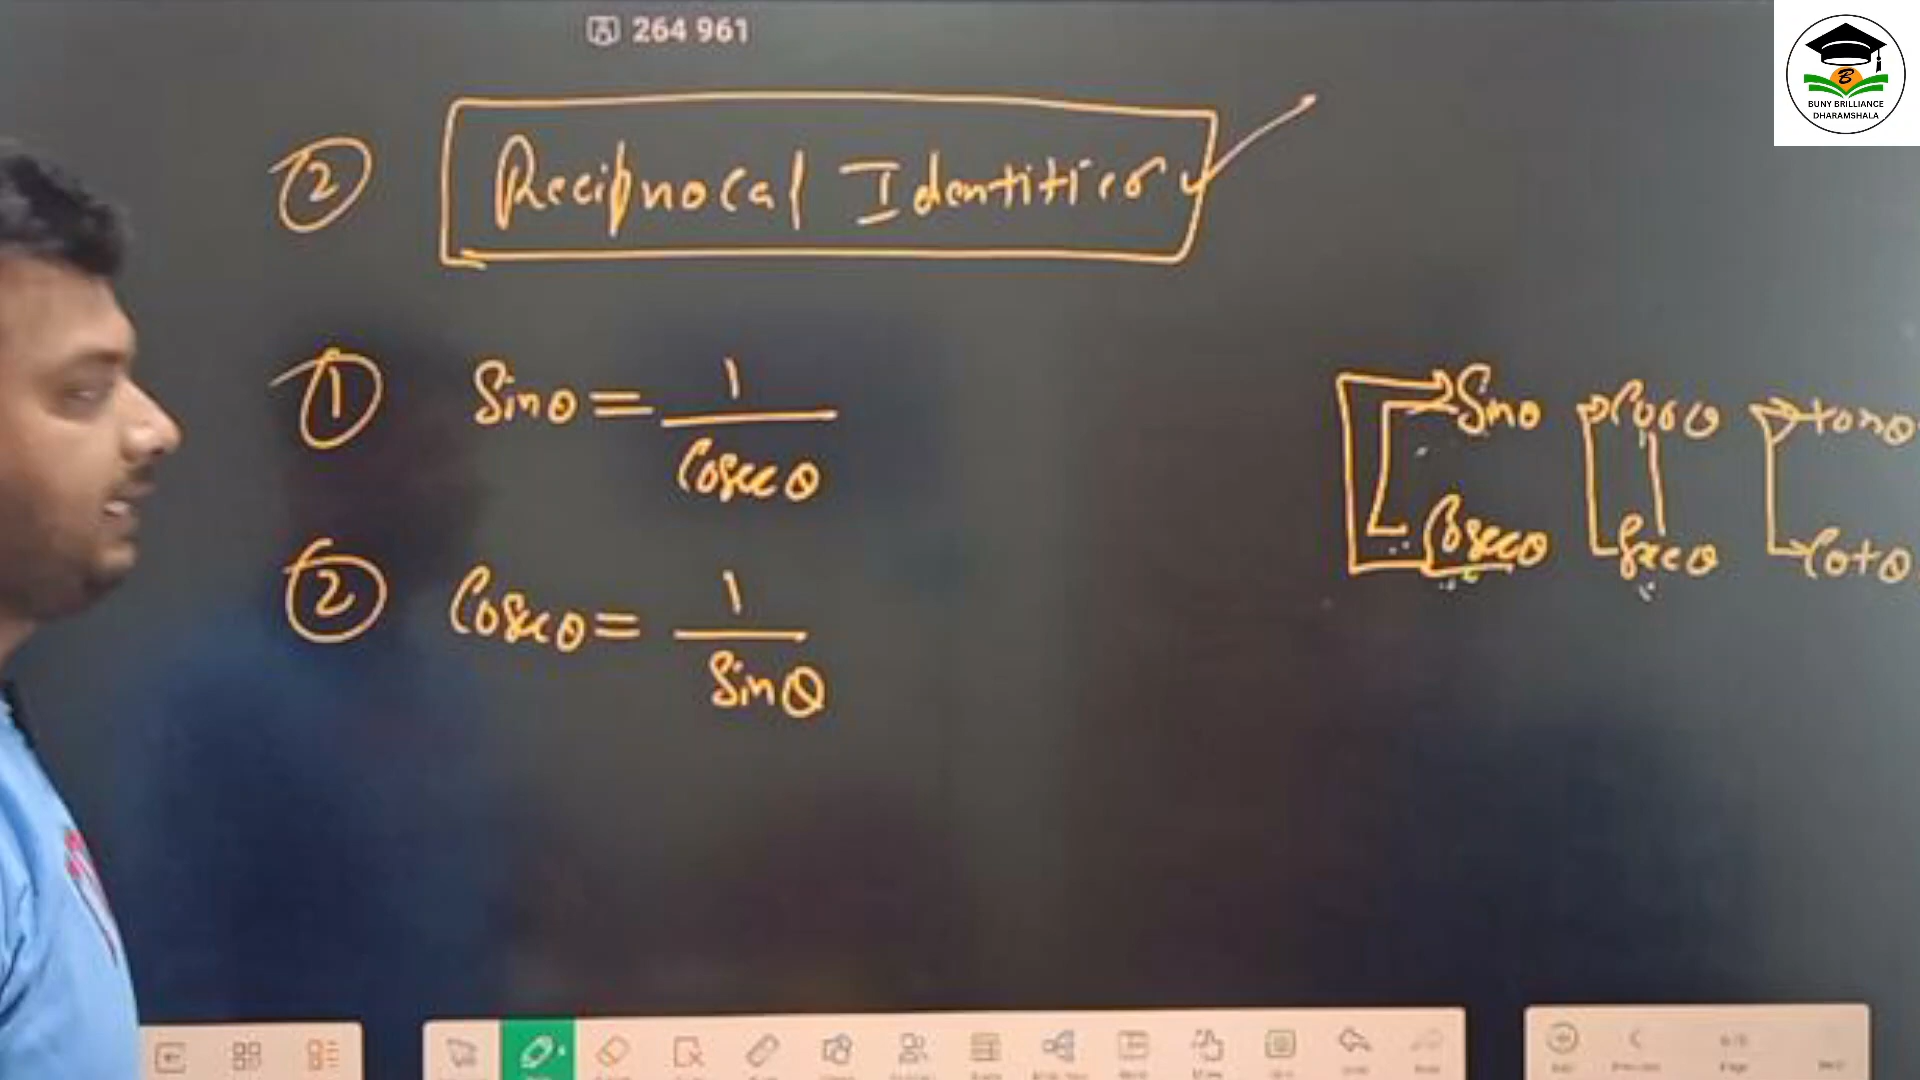 264 961
② Reciprocal Identities
① Sinθ = 1/Cosecθ
② Cosecθ = 1/Sinθ
Sinθ Cosθ tanθ
Cosecθ Secθ Cotθ
B
BUNY BRILLIANCE
DHARAMSHALA